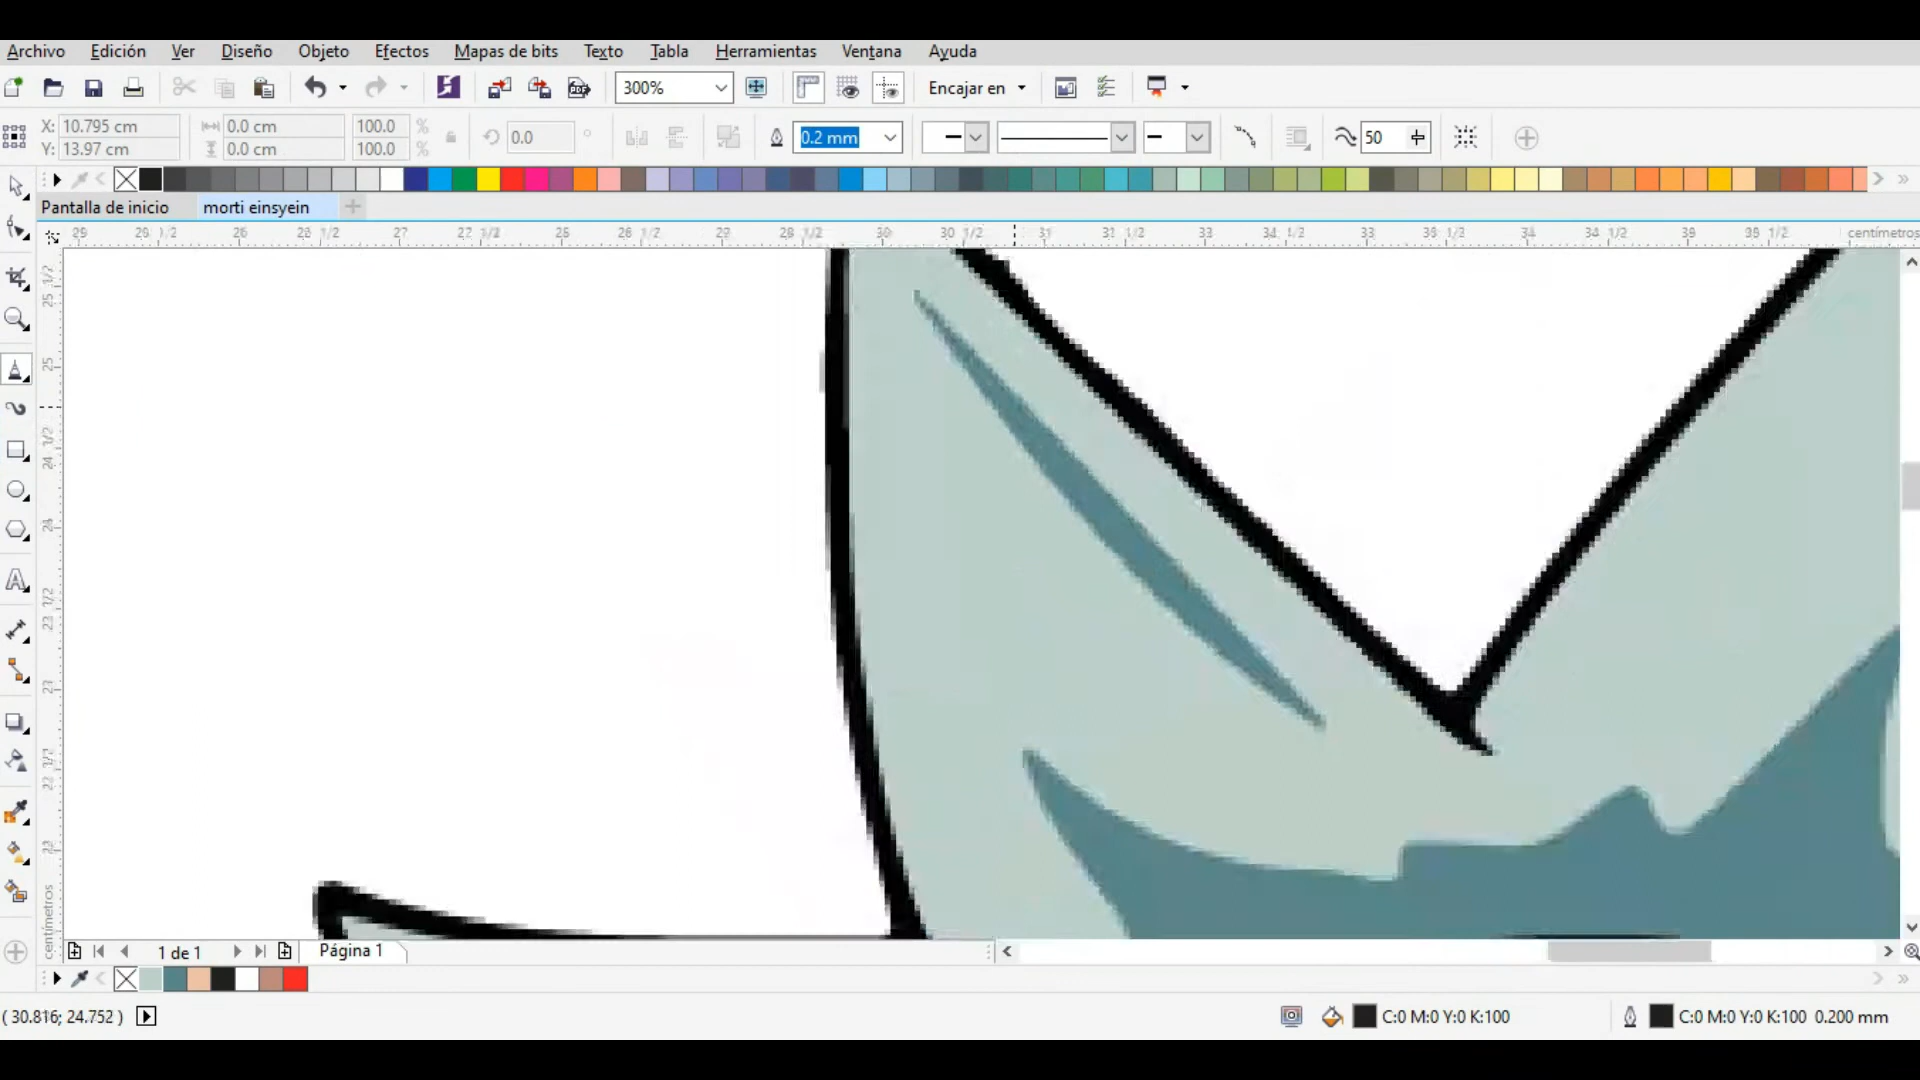 Archivo Edición Ver Diseño Objeto Efectos Mapas de bits Texto Tabla Herramientas Ventana Ayuda
300% Encajar en
X: 10.795 cm 0.0 cm 100.0 % 0.0 ° 0.2 mm 50
Y: 13.97 cm 0.0 cm 100.0 %
Pantalla de inicio morti einsyein
centímetros
centímetros
1 de 1 Página 1
( 30.816; 24.752 ) C:0 M:0 Y:0 K:100 C:0 M:0 Y:0 K:100 0.200 mm